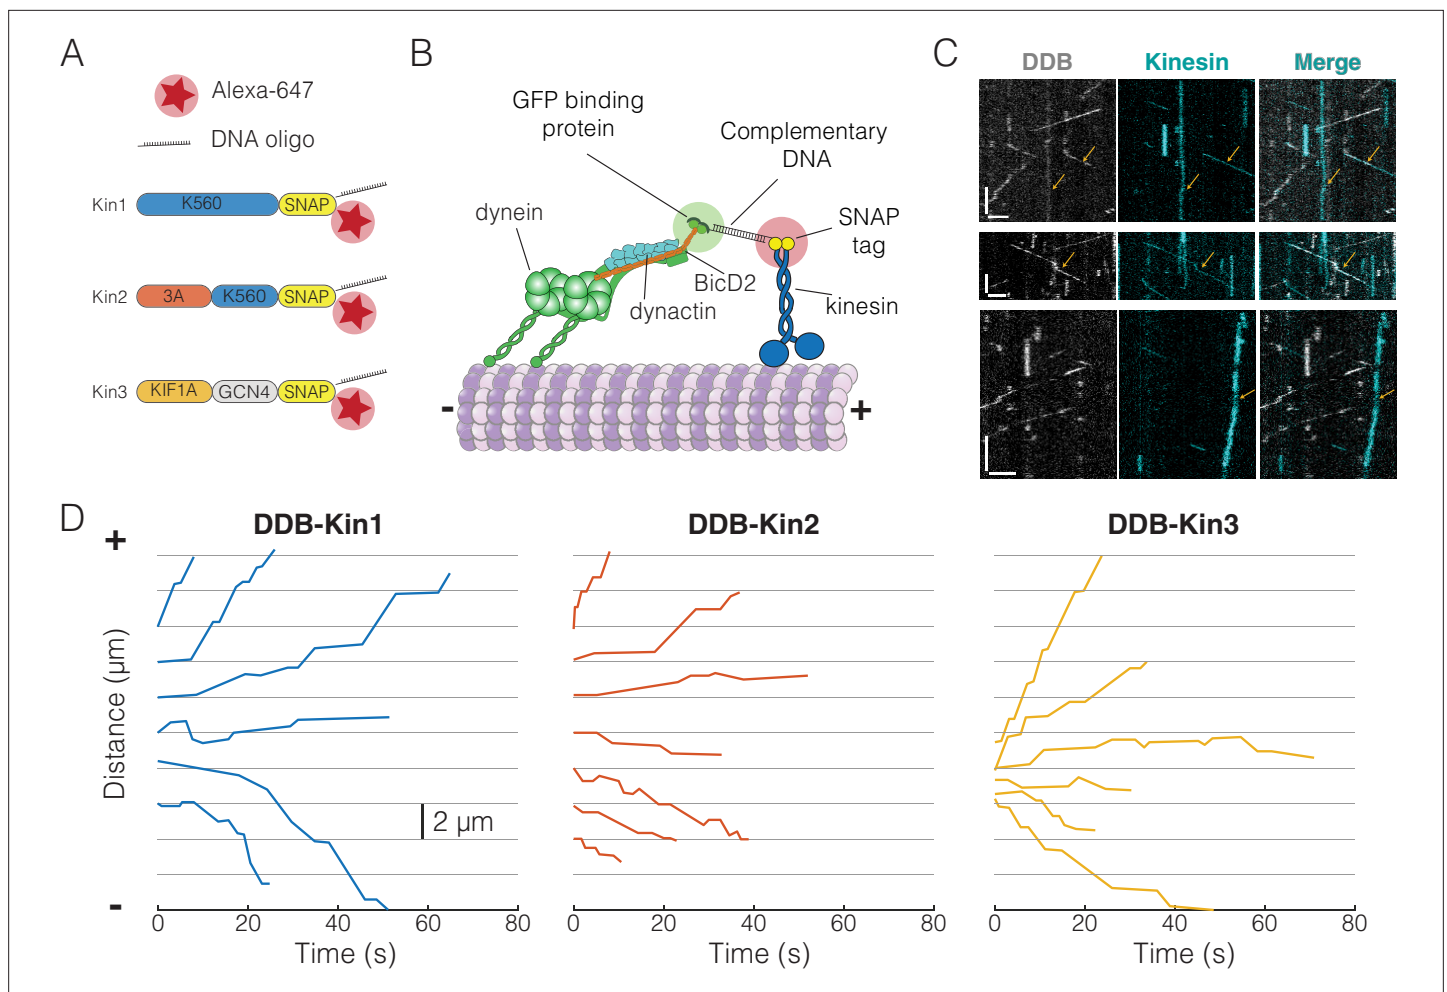 A
Alexa-647
DNA oligo
Kin1
K560
SNAP
Kin2
3A
K560
SNAP
Kin3
KIF1A
GCN4
SNAP
B
GFP binding
protein
Complementary
DNA
dynein
SNAP
tag
BicD2
dynactin
kinesin
-
+
C
DDB
Kinesin
Merge
D
DDB-Kin1
DDB-Kin2
DDB-Kin3
+
Distance (µm)
-
2 µm
0 20 40 60 80
Time (s)
0 20 40 60 80
Time (s)
0 20 40 60 80
Time (s)